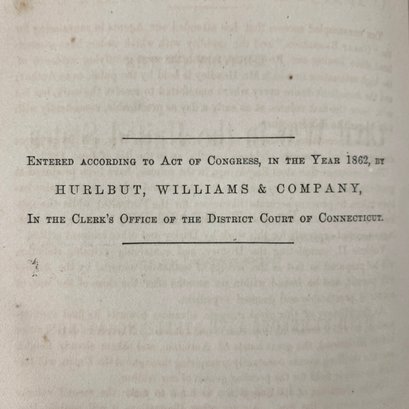 ENTERED ACCORDING TO ACT OF CONGRESS, IN THE YEAR 1862, BY
HURLBUT, WILLIAMS & COMPANY,
IN THE CLERK'S OFFICE OF THE DISTRICT COURT OF CONNECTICUT.